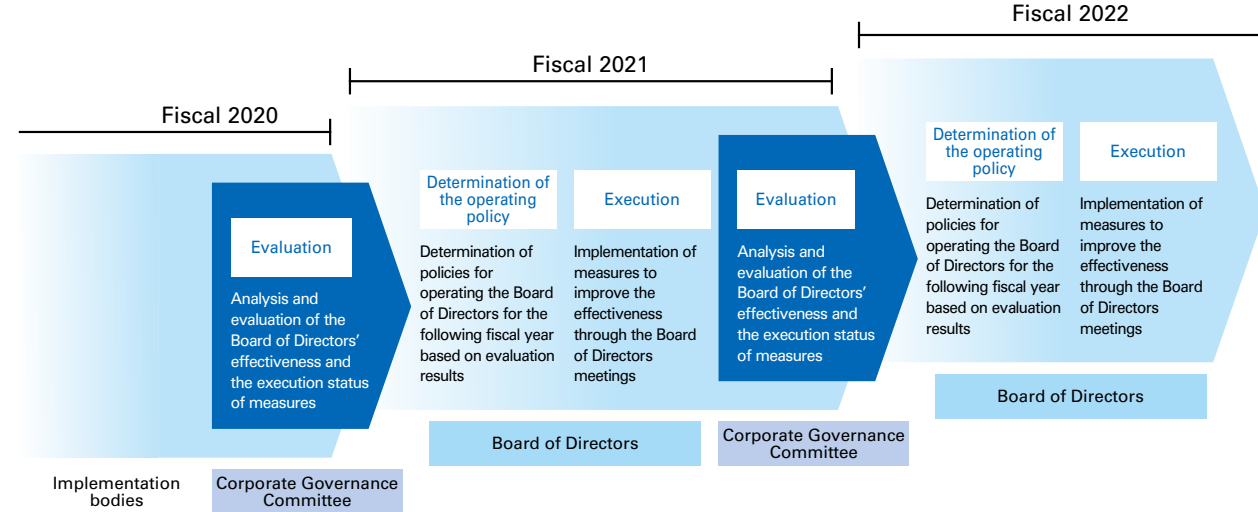 Fiscal 2020
Evaluation
Analysis and
evaluation of the
Board of Directors’
effectiveness and
the execution status
of measures
Implementation
bodies
Corporate Governance
Committee
Fiscal 2021
Determination of
the operating
policy
Determination of
policies for
operating the Board
of Directors for the
following fiscal year
based on evaluation
results
Execution
Implementation of
measures to
improve the
effectiveness
through the Board
of Directors
meetings
Board of Directors
Evaluation
Analysis and
evaluation of the
Board of Directors’
effectiveness and
the execution status
of measures
Corporate Governance
Committee
Fiscal 2022
Determination of
the operating
policy
Determination of
policies for
operating the Board
of Directors for the
following fiscal year
based on evaluation
results
Execution
Implementation of
measures to
improve the
effectiveness
through the Board
of Directors
meetings
Board of Directors